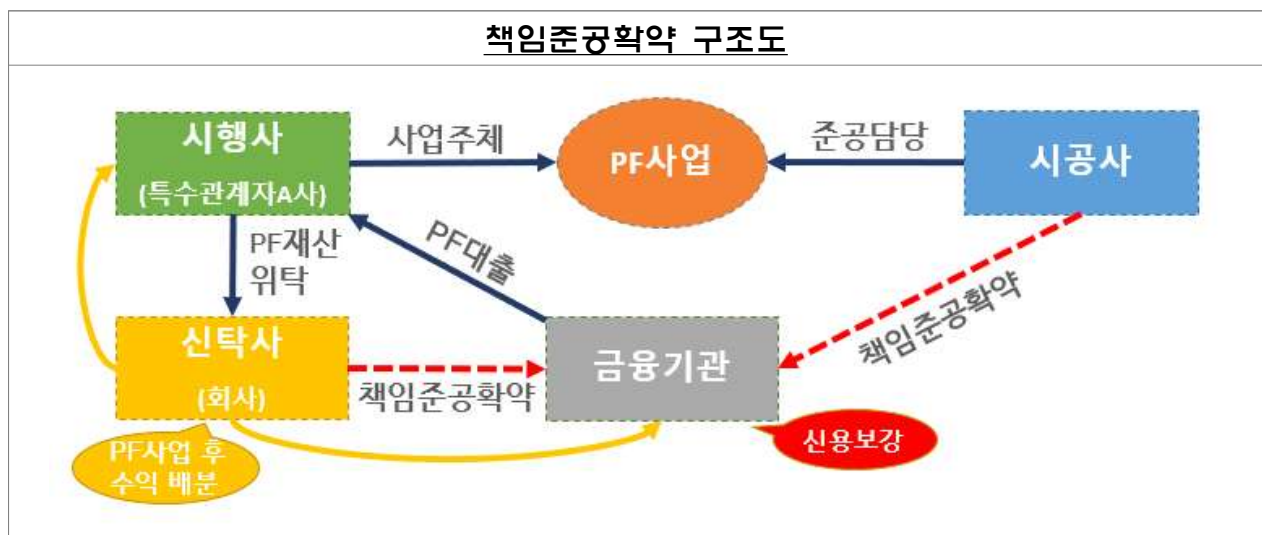 책임준공확약 구조도
시행사
(특수관계자A사)
사업주체
PF사업
준공담당
시공사
PF재산
위탁
PF대출
책임준공확약
신탁사
(회사)
책임준공확약
금융기관
신용보강
PF사업 후
수익 배분